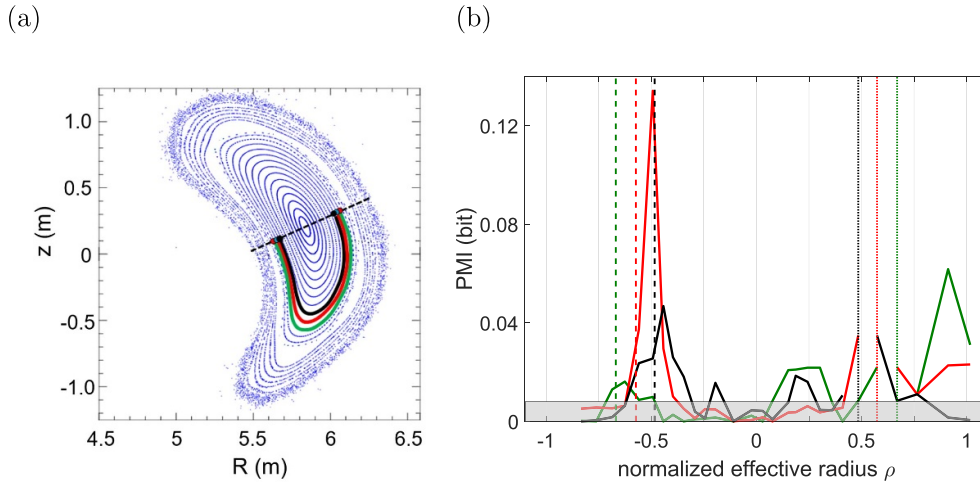 (a)
(b)
1.0
0.5
0
-0.5
-1.0
z (m)
4.5 5 5.5 6 6.5
R (m)
0.12
0.08
0.04
0
PMI (bit)
-1 -0.5 0 0.5 1
normalized effective radius ρ